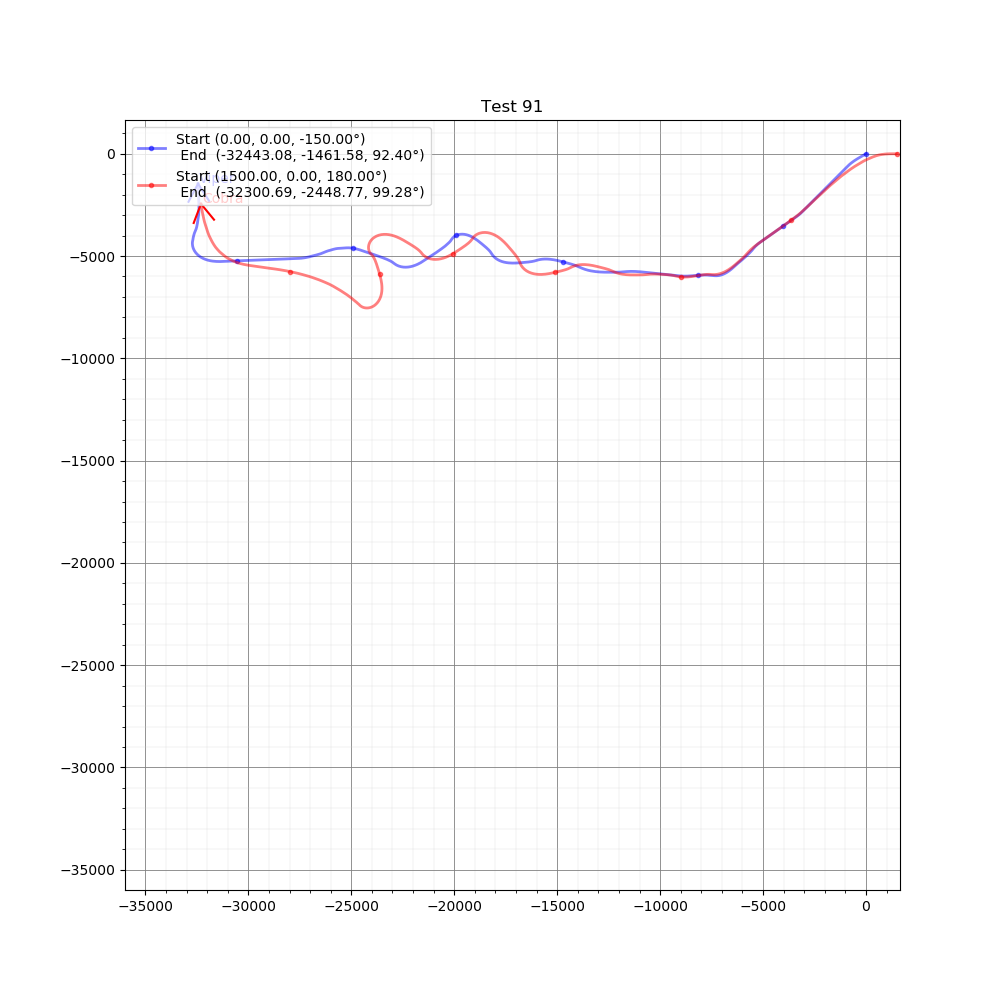 Test 91
Start (0.00, 0.00, -150.00°)
End (-32443.08, -1461.58, 92.40°)
Start (1500.00, 0.00, 180.00°)
End (-32300.69, -2448.77, 99.28°)
0
−5000
−10000
−15000
−20000
−25000
−30000
−35000
−35000 −30000 −25000 −20000 −15000 −10000 −5000 0